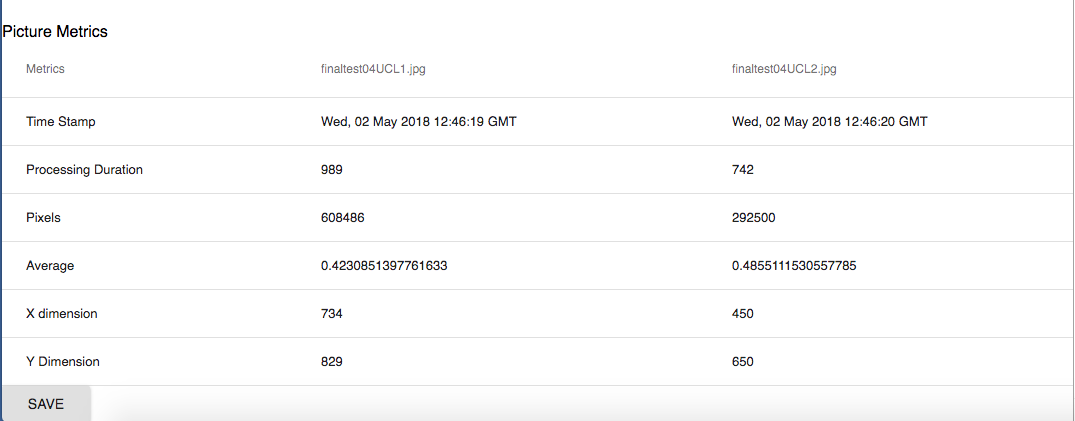 Picture Metrics
Metrics finaltest04UCL1.jpg finaltest04UCL2.jpg
Time Stamp Wed, 02 May 2018 12:46:19 GMT Wed, 02 May 2018 12:46:20 GMT
Processing Duration 989 742
Pixels 608486 292500
Average 0.4230851397761633 0.4855111530557785
X dimension 734 450
Y Dimension 829 650
SAVE